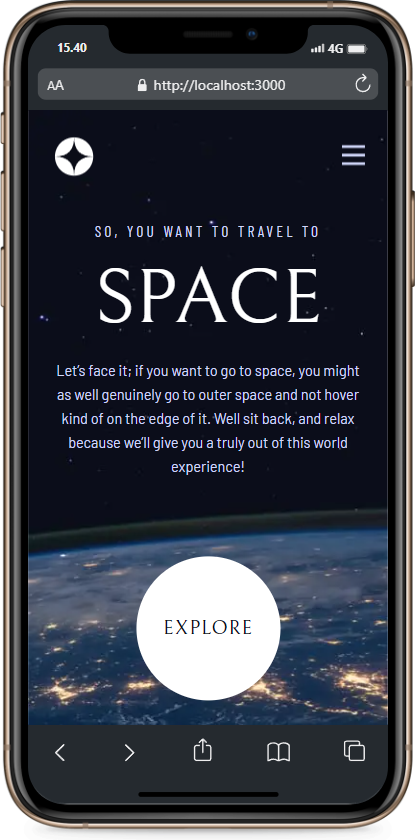 15.40
4G
AA
http://localhost:3000
SO, YOU WANT TO TRAVEL TO
SPACE
Let’s face it; if you want to go to space, you might
as well genuinely go to outer space and not hover
kind of on the edge of it. Well sit back, and relax
because we’ll give you a truly out of this world
experience!
EXPLORE